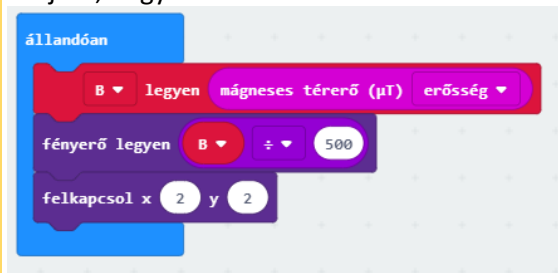 állandóan
B legyen mágneses térerő (µT) erősség
fényerő legyen B ÷ 500
felkapcsol x 2 y 2